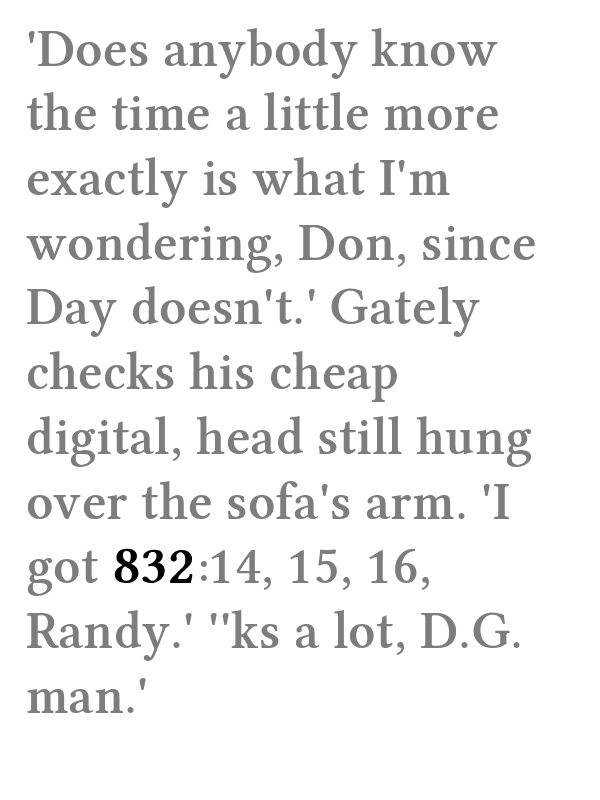 'Does anybody know
the time a little more
exactly is what I'm
wondering, Don, since
Day doesn't.' Gately
checks his cheap
digital, head still hung
over the sofa's arm. 'I
got 832:14, 15, 16,
Randy.' ''ks a lot, D.G.
man.'